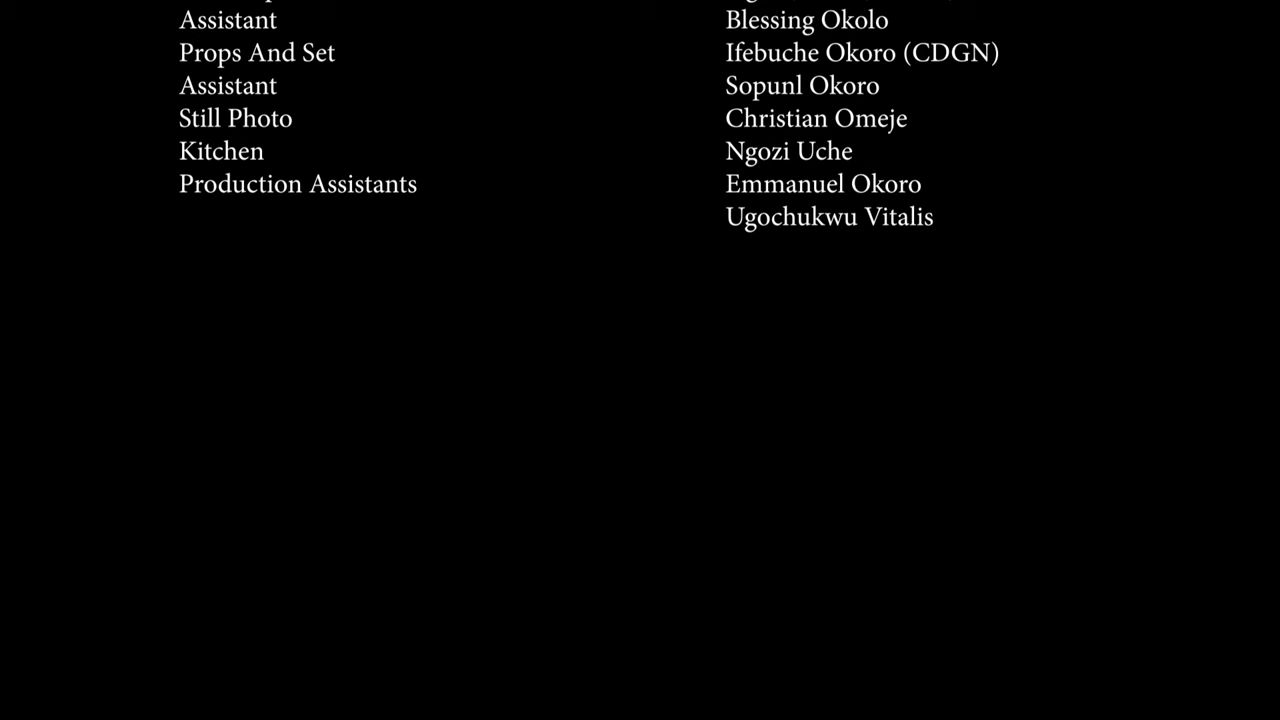 Assistant Blessing Okolo
Props And Set Ifebuche Okoro (CDGN)
Assistant Sopunl Okoro
Still Photo Christian Omeje
Kitchen Ngozi Uche
Production Assistants Emmanuel Okoro
Ugochukwu Vitalis